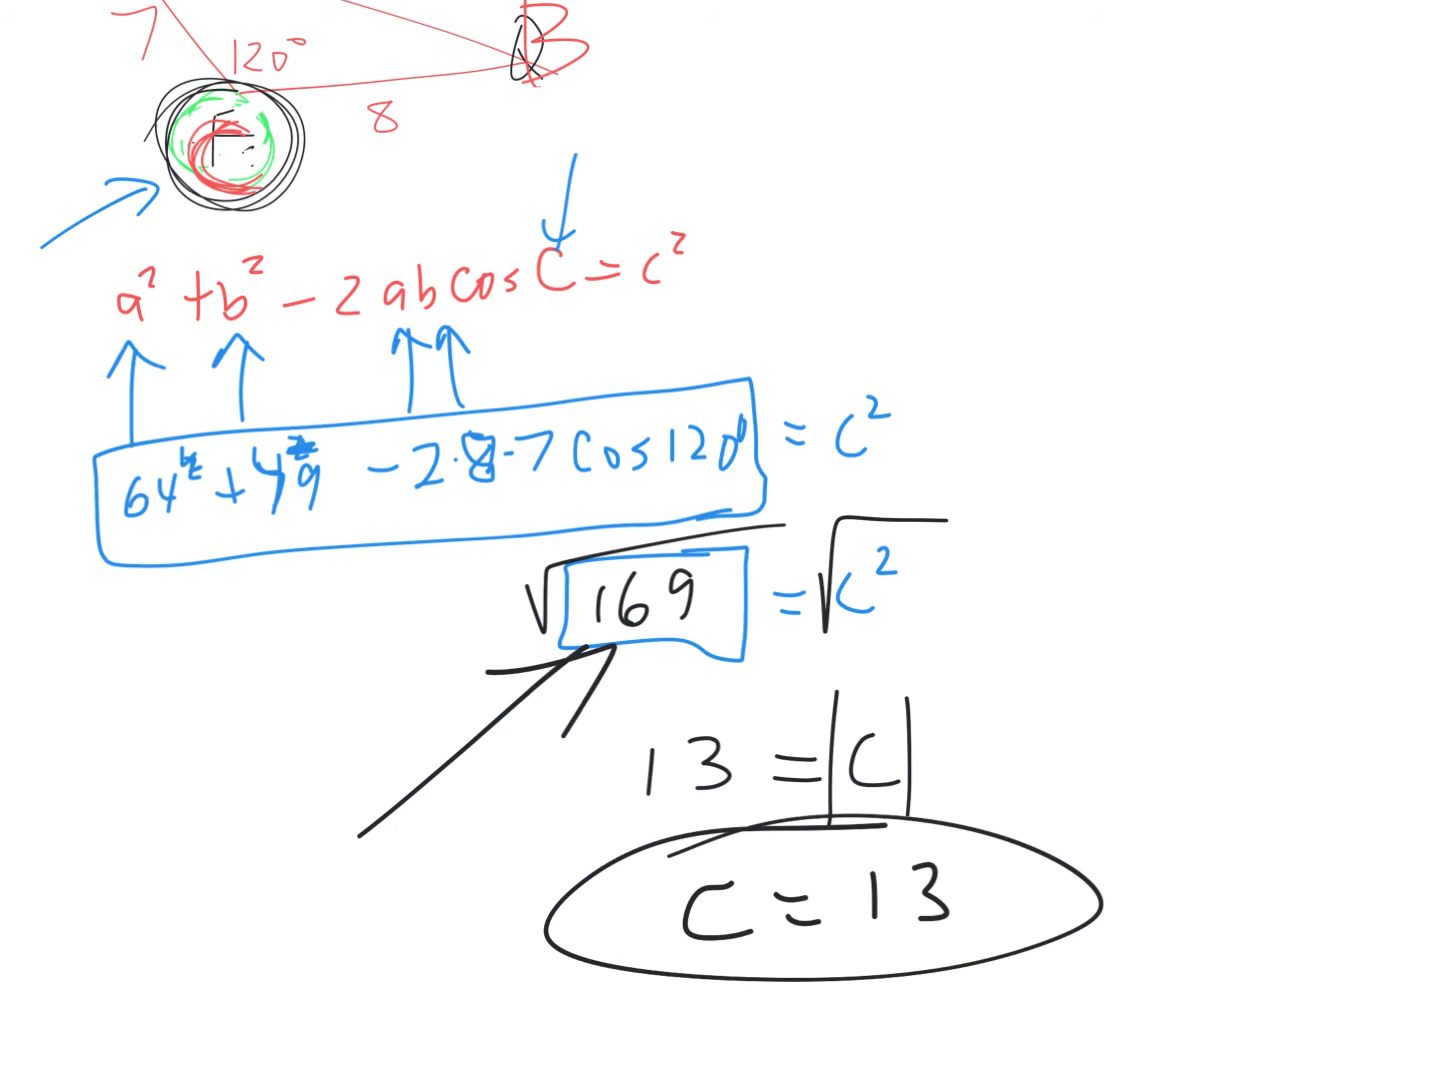 7
120°
B
8
a² + b² - 2ab cos C = c²
64 + 49 - 2·8·7 cos 120° = c²
√169 = √c²
13 = |c|
c = 13